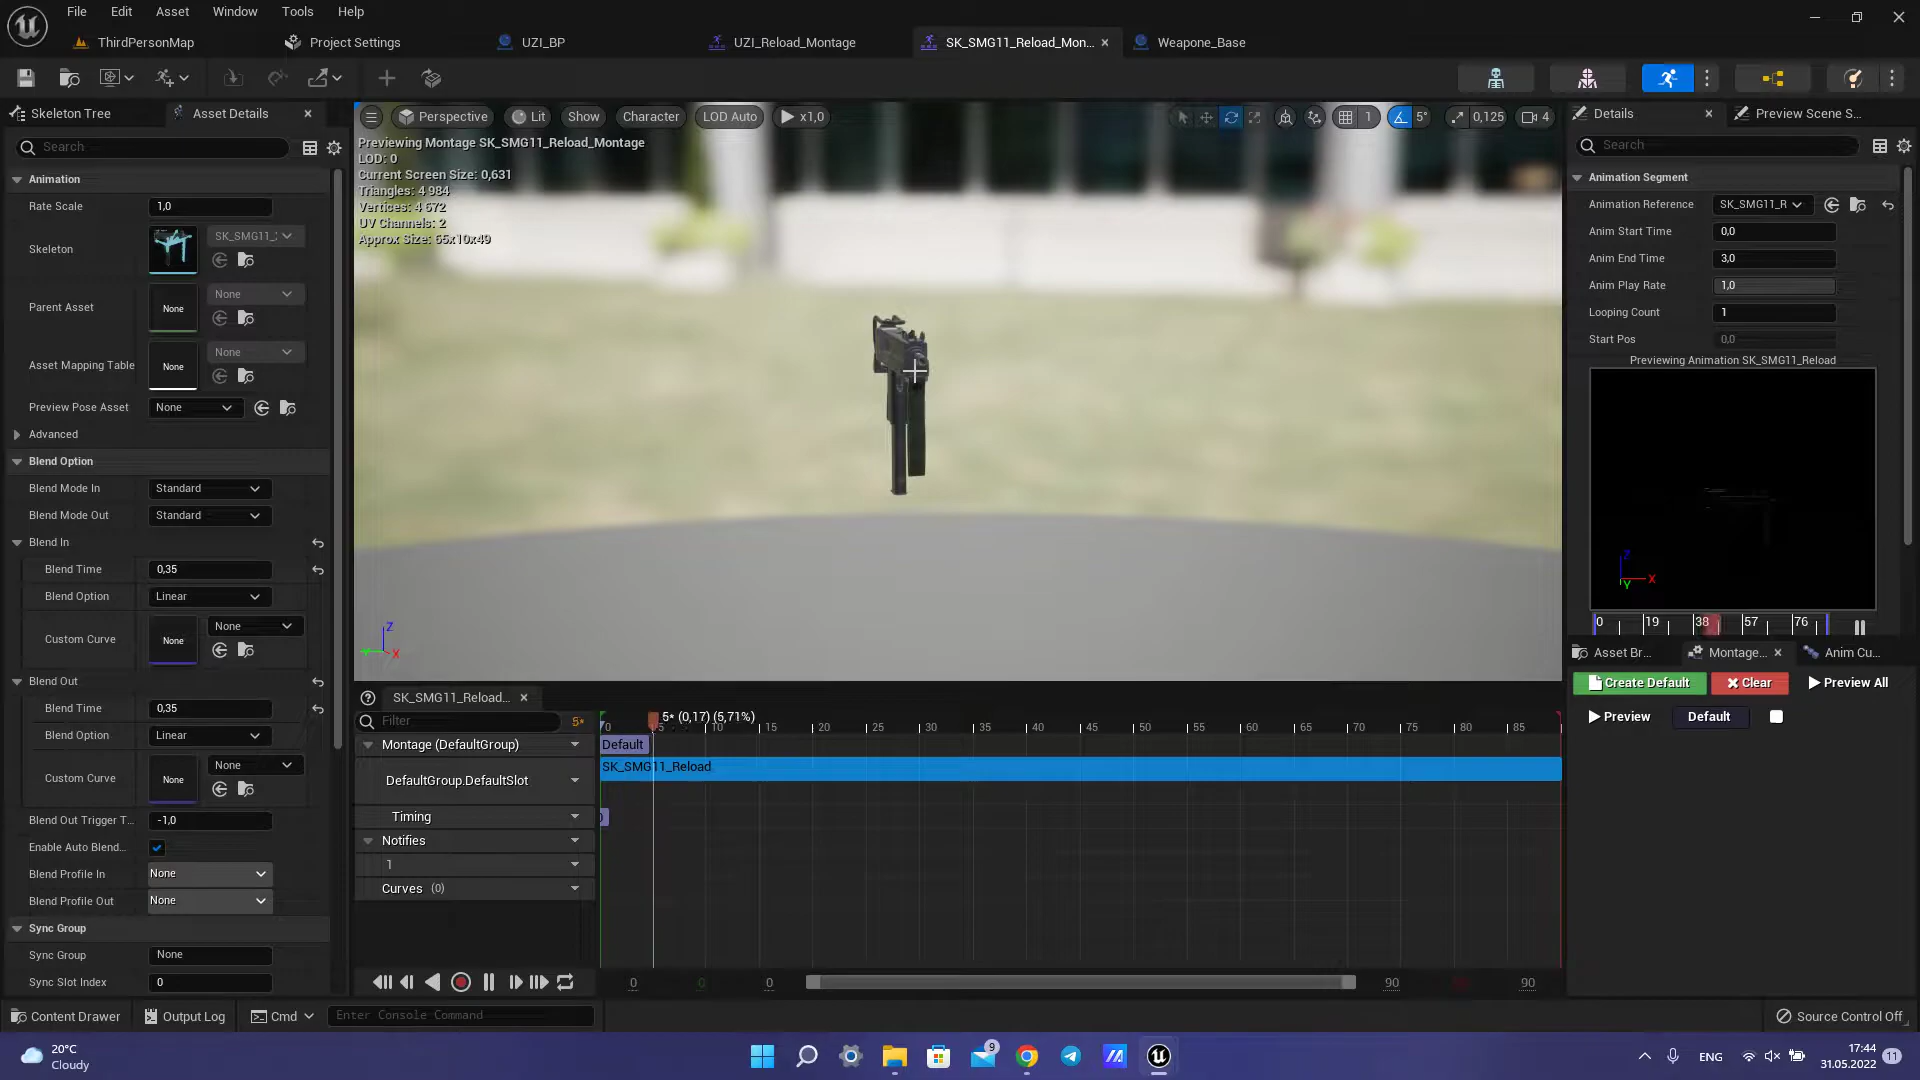 File Edit Asset Window Tools Help
ThirdPersonMap Project Settings UZI_BP UZI_Reload_Montage SK_SMG11_Reload_Mon... Weapone_Base
Skeleton Tree Asset Details
Search
Animation
Rate Scale 1,0
Skeleton SK_SMG11_:
Parent Asset None None
Asset Mapping Table None None
Preview Pose Asset None
Advanced
Blend Option
Blend Mode In Standard
Blend Mode Out Standard
Blend In
Blend Time 0,35
Blend Option Linear
Custom Curve None None
Blend Out
Blend Time 0,35
Blend Option Linear
Custom Curve None None
Blend Out Trigger T... -1,0
Enable Auto Blend...
Blend Profile In None
Blend Profile Out None
Sync Group
Sync Group None
Sync Slot Index 0
Perspective Lit Show Character LOD Auto x1,0 1 5° 0,125 4
Previewing Montage SK_SMG11_Reload_Montage
LOD: 0
Current Screen Size: 0,631
Triangles: 4 984
Vertices: 4 672
UV Channels: 2
Approx Size: 65x10x49
Z
Y X
SK_SMG11_Reload...
Filter 5*
5* (0,17) (5,71%)
0 5 10 15 20 25 30 35 40 45 50 55 60 65 70 75 80 85
Montage (DefaultGroup) Default
SK_SMG11_Reload
DefaultGroup.DefaultSlot
Timing
Notifies
1
Curves (0)
0 0 0 90 90
Details Preview Scene S...
Search
Animation Segment
Animation Reference SK_SMG11_R
Anim Start Time 0,0
Anim End Time 3,0
Anim Play Rate 1,0
Looping Count 1
Start Pos 0,0
Previewing Animation SK_SMG11_Reload
Z
Y X
0 19 38 57 76
Asset Br... Montage... Anim Cu...
Create Default Clear Preview All
Preview Default
Content Drawer Output Log Cmd Enter Console Command Source Control Off
20°C
Cloudy
9
ENG
17:44
31.05.2022
11